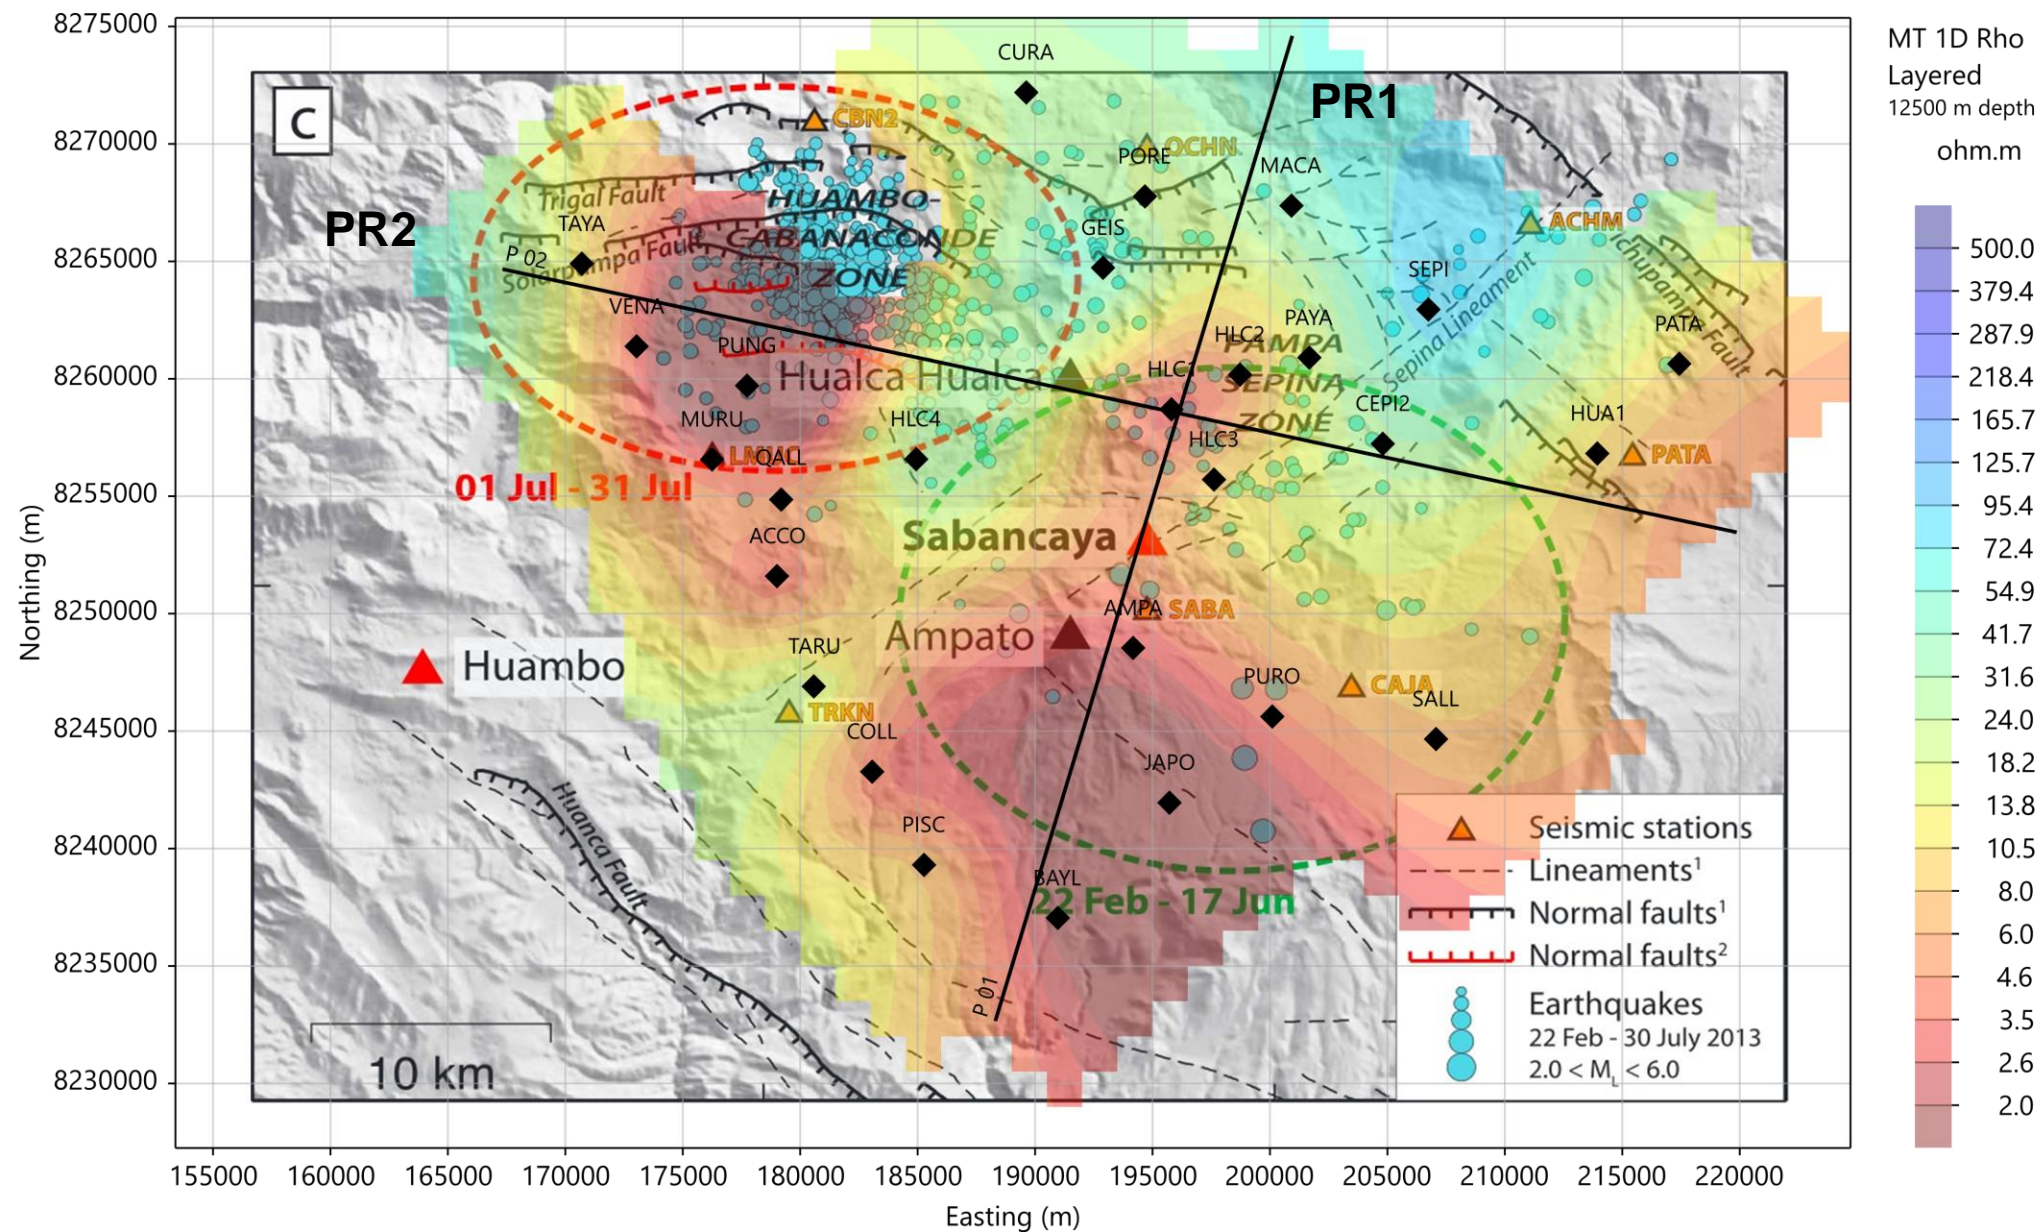 8275000
8270000
8265000
8260000
8255000
8250000
8245000
8240000
8235000
8230000
Northing (m)
155000
160000
165000
170000
175000
180000
185000
190000
195000
200000
205000
210000
215000
220000
Easting (m)
MT 1D Rho
Layered
12500 m depth
ohm.m
500.0
379.4
287.9
218.4
165.7
125.7
95.4
72.4
54.9
41.7
31.6
24.0
18.2
13.8
10.5
8.0
6.0
4.6
3.5
2.6
2.0
C
CURA
PR1
CBN2
OCHN
PORE
MACA
Trigal Fault
HUAMBO-
CABANACONDE
ZONE
PR2
TAYA
GEIS
ACHM
P 02
Solarpampa Fault
SEPI
Sepina Lineament
Ichupampa Fault
VENA
PUNG
HLC2
PAYA
PATA
Hualca Hualca
HLC1
PAMPA
SEPINA
ZONE
MURU
HLC4
CEPI2
HUA1
HLC3
QALL
PATA
01 Jul - 31 Jul
ACCO
Sabancaya
AMPA
SABA
Ampato
Huambo
TARU
TRKN
PURO
CAJA
SALL
COLL
JAPO
PISC
Huanca Fault
BAYL
22 Feb - 17 Jun
P 01
10 km
Seismic stations
Lineaments¹
Normal faults¹
Normal faults²
Earthquakes
22 Feb - 30 July 2013
2.0 < M_L < 6.0